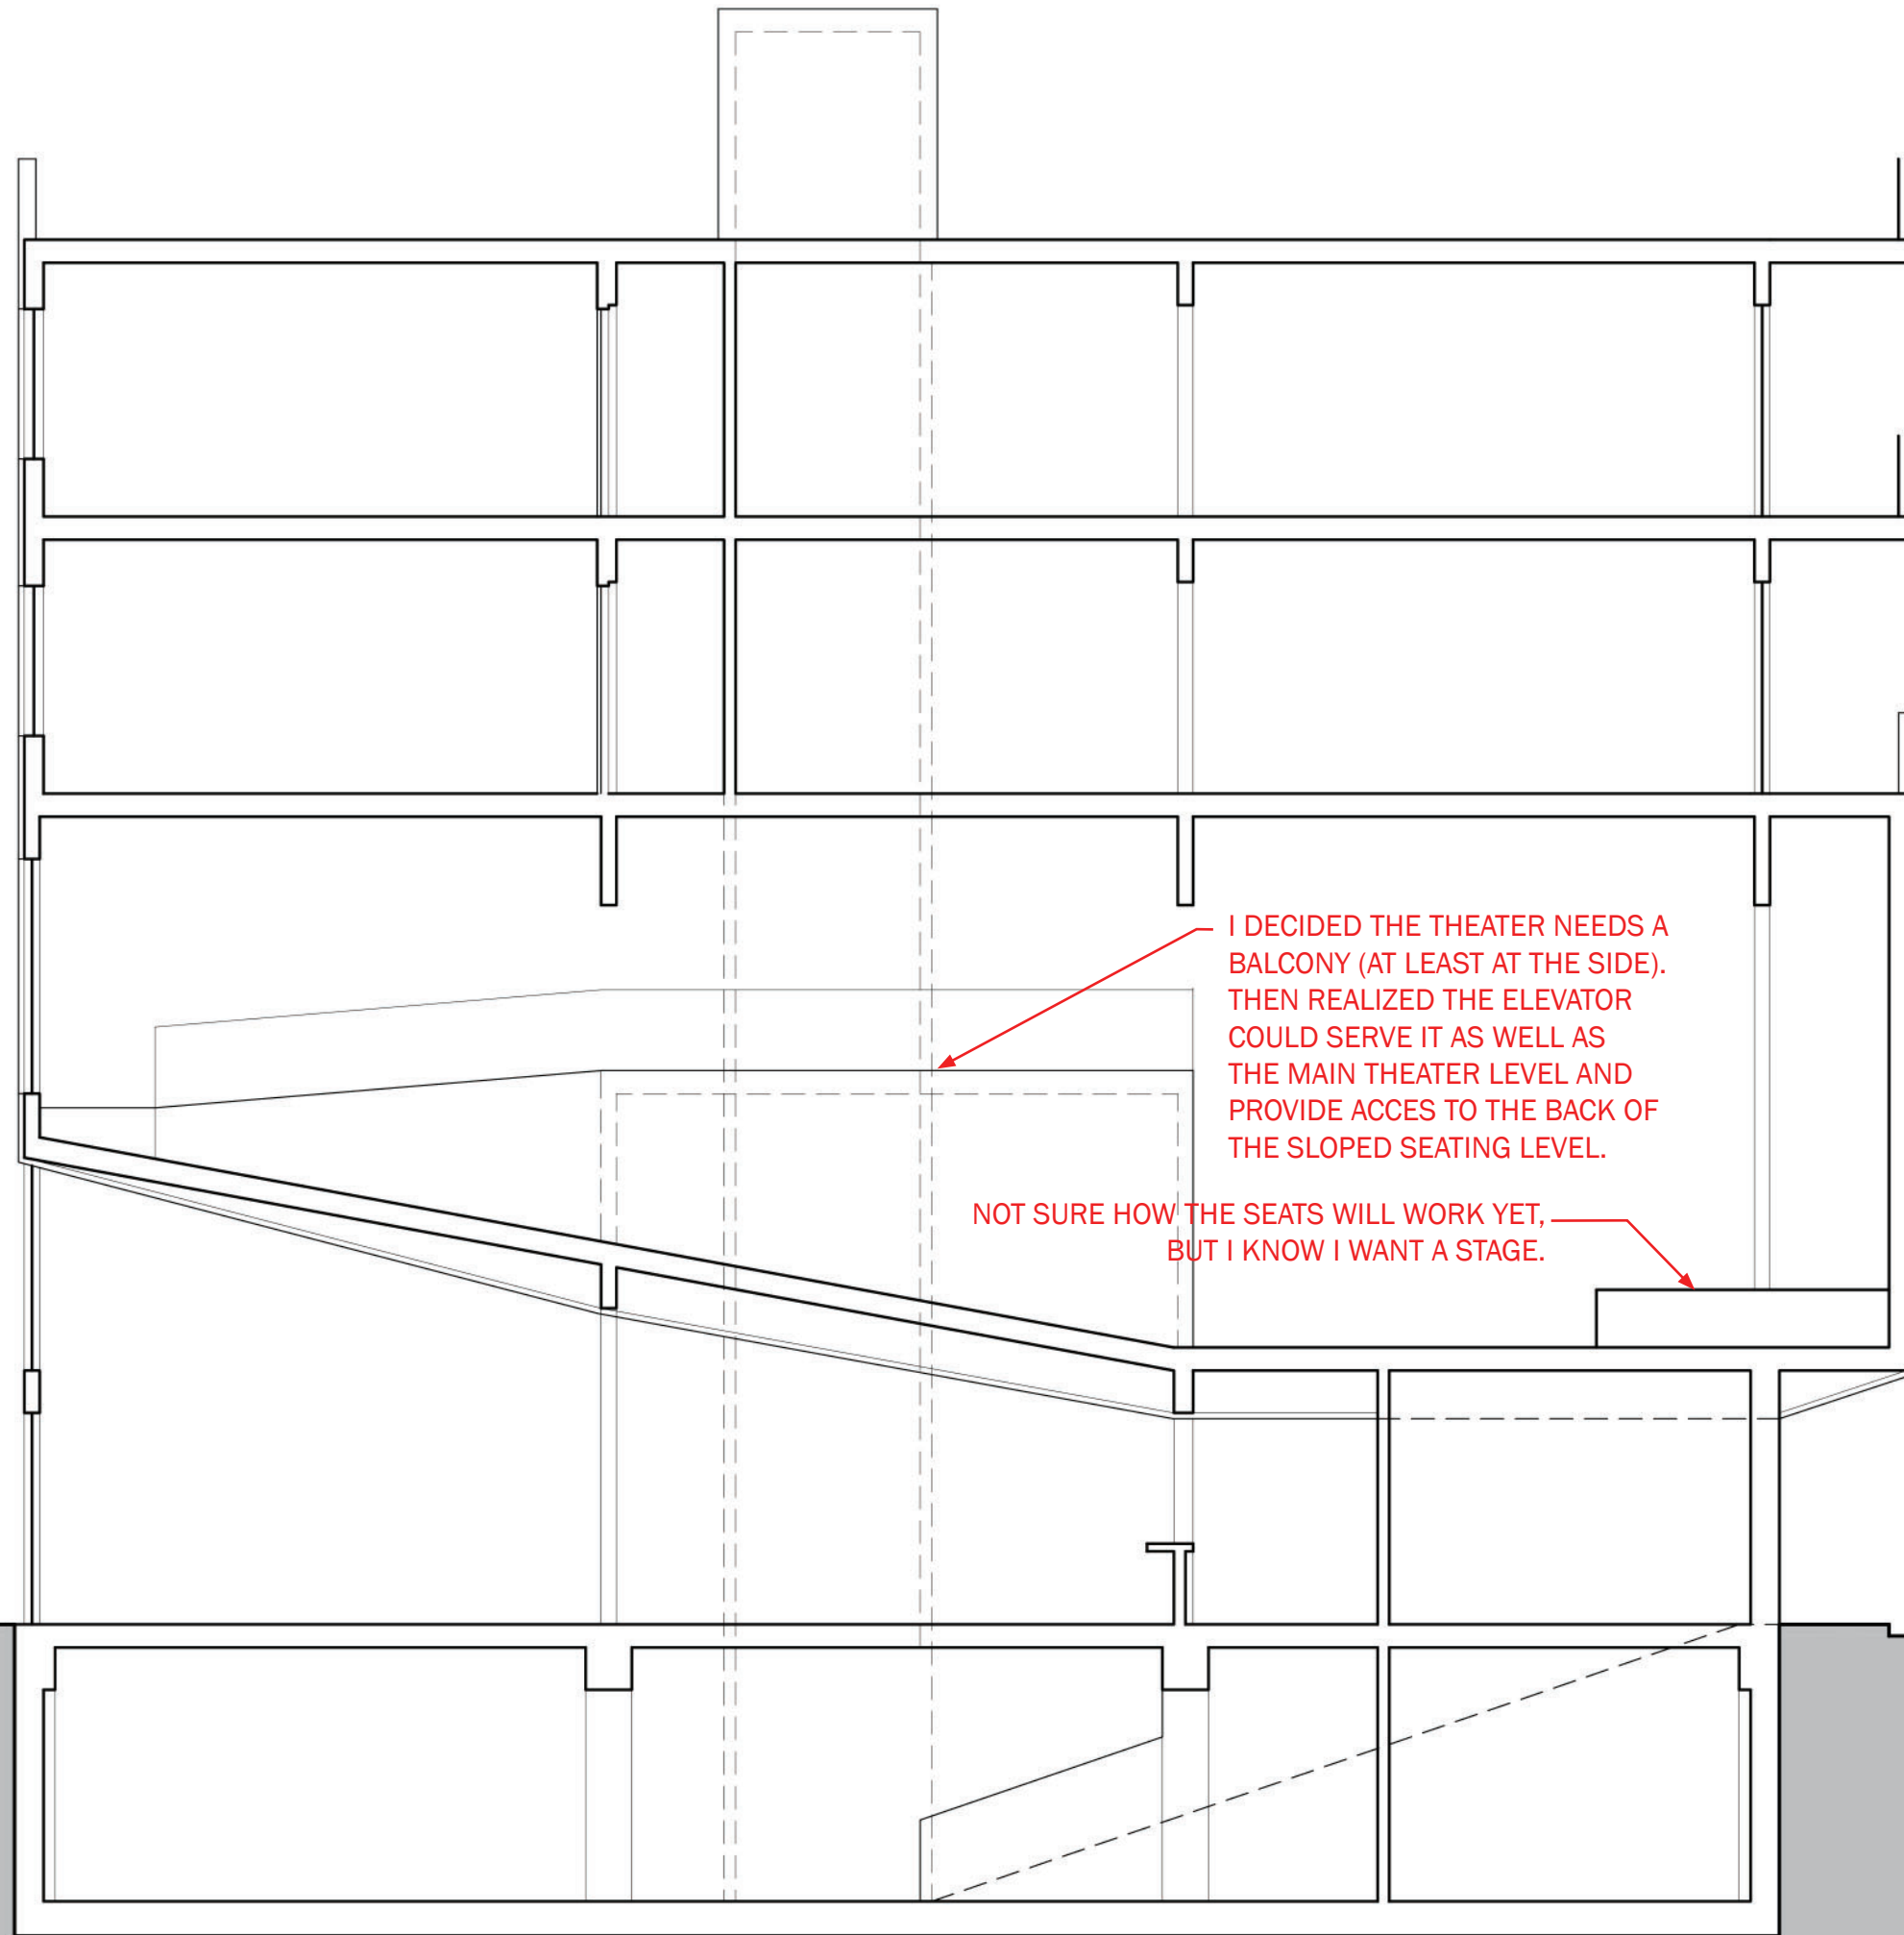 I DECIDED THE THEATER NEEDS A
BALCONY (AT LEAST AT THE SIDE).
THEN REALIZED THE ELEVATOR
COULD SERVE IT AS WELL AS
THE MAIN THEATER LEVEL AND
PROVIDE ACCES TO THE BACK OF
THE SLOPED SEATING LEVEL.
NOT SURE HOW THE SEATS WILL WORK YET,
BUT I KNOW I WANT A STAGE.